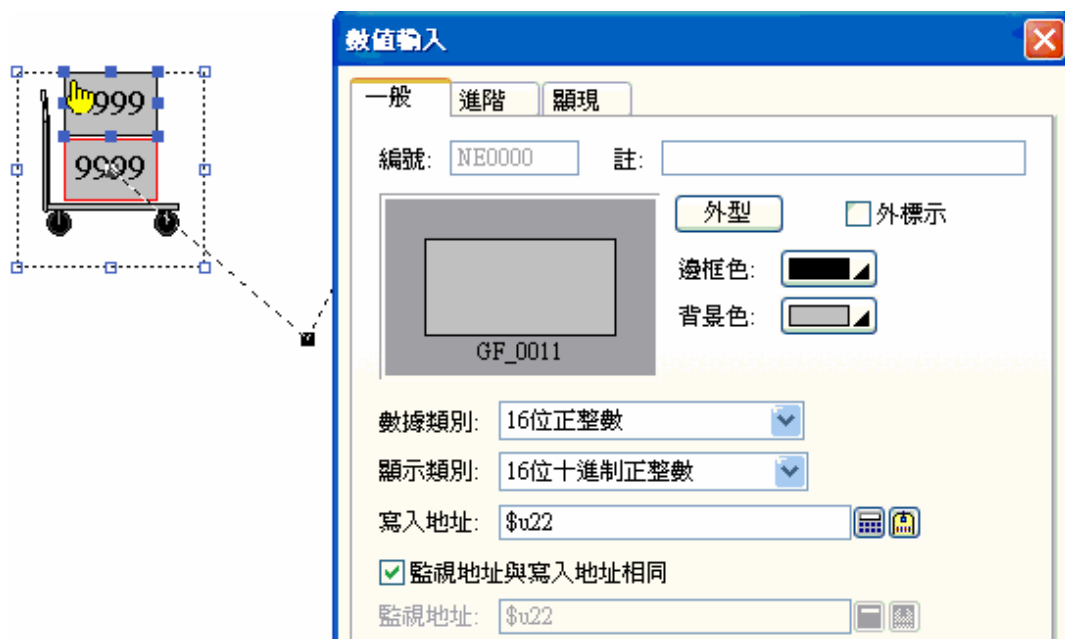 數值輸入
一般 進階 顯現
編號: NE0000 註:
999
9999
外型 外標示
邊框色:
背景色:
GF_0011
數據類別: 16位正整數
顯示類別: 16位十進制正整數
寫入地址: $u22
監視地址與寫入地址相同
監視地址: $u22